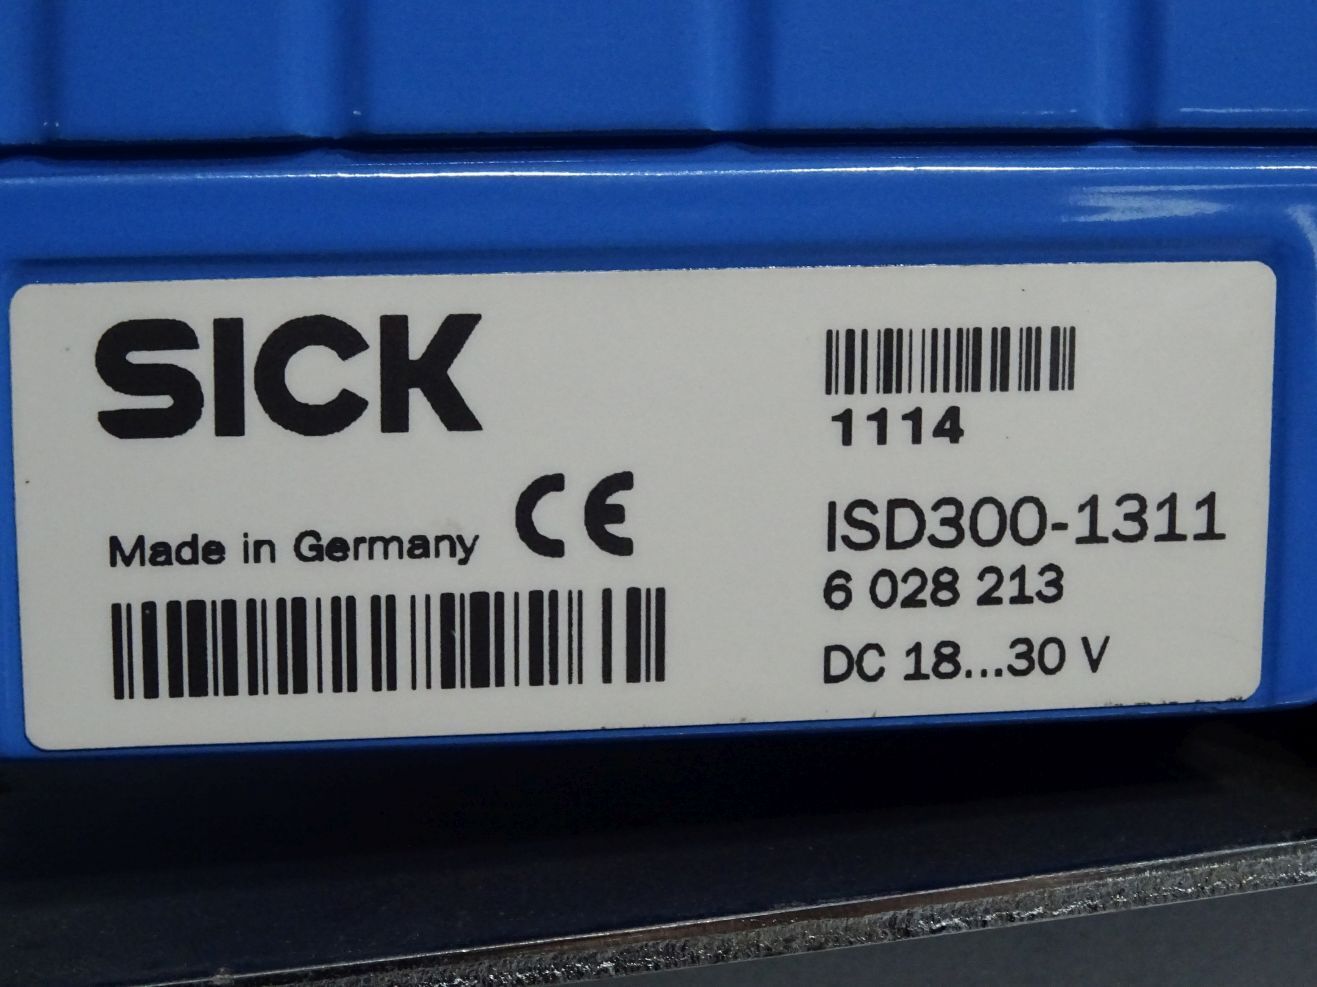 SICK
CE
Made in Germany
1114
ISD300-1311
6 028 213
DC 18...30 V